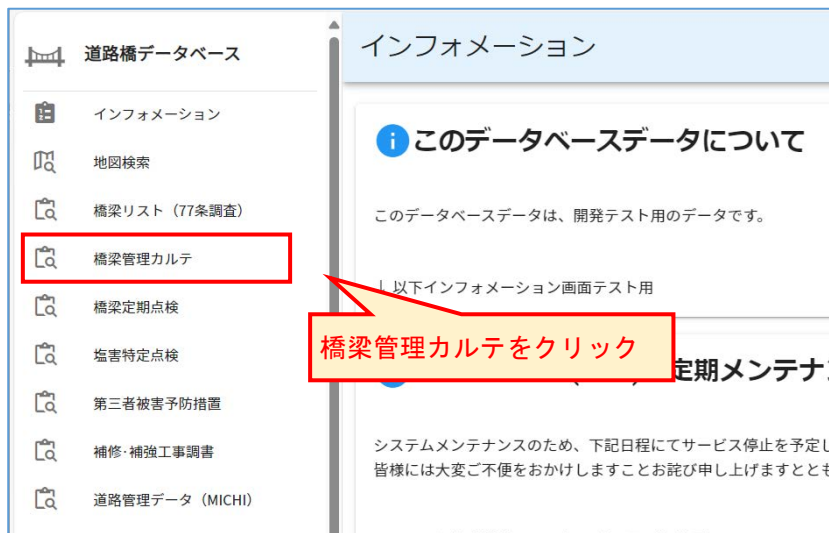 道路橋データベース
インフォメーション
地図検索
橋梁リスト（77条調査）
橋梁管理カルテ
橋梁定期点検
塩害特定点検
第三者被害予防措置
補修･補強工事調書
道路管理データ（MICHI）
インフォメーション
このデータベースデータについて
このデータベースデータは、開発テスト用のデータです。
↓ 以下インフォメーション画面テスト用
橋梁管理カルテをクリック
定期メンテナ
システムメンテナンスのため、下記日程にてサービス停止を予定し
皆様には大変ご不便をおかけしますことお詫び申し上げますととも